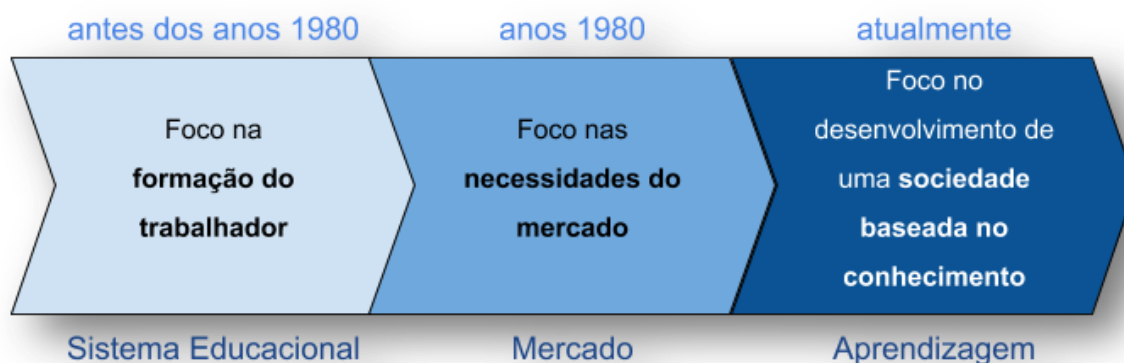 antes dos anos 1980
anos 1980
atualmente
Foco na
formação do
trabalhador
Foco nas
necessidades do
mercado
Foco no
desenvolvimento de
uma sociedade
baseada no
conhecimento
Sistema Educacional
Mercado
Aprendizagem